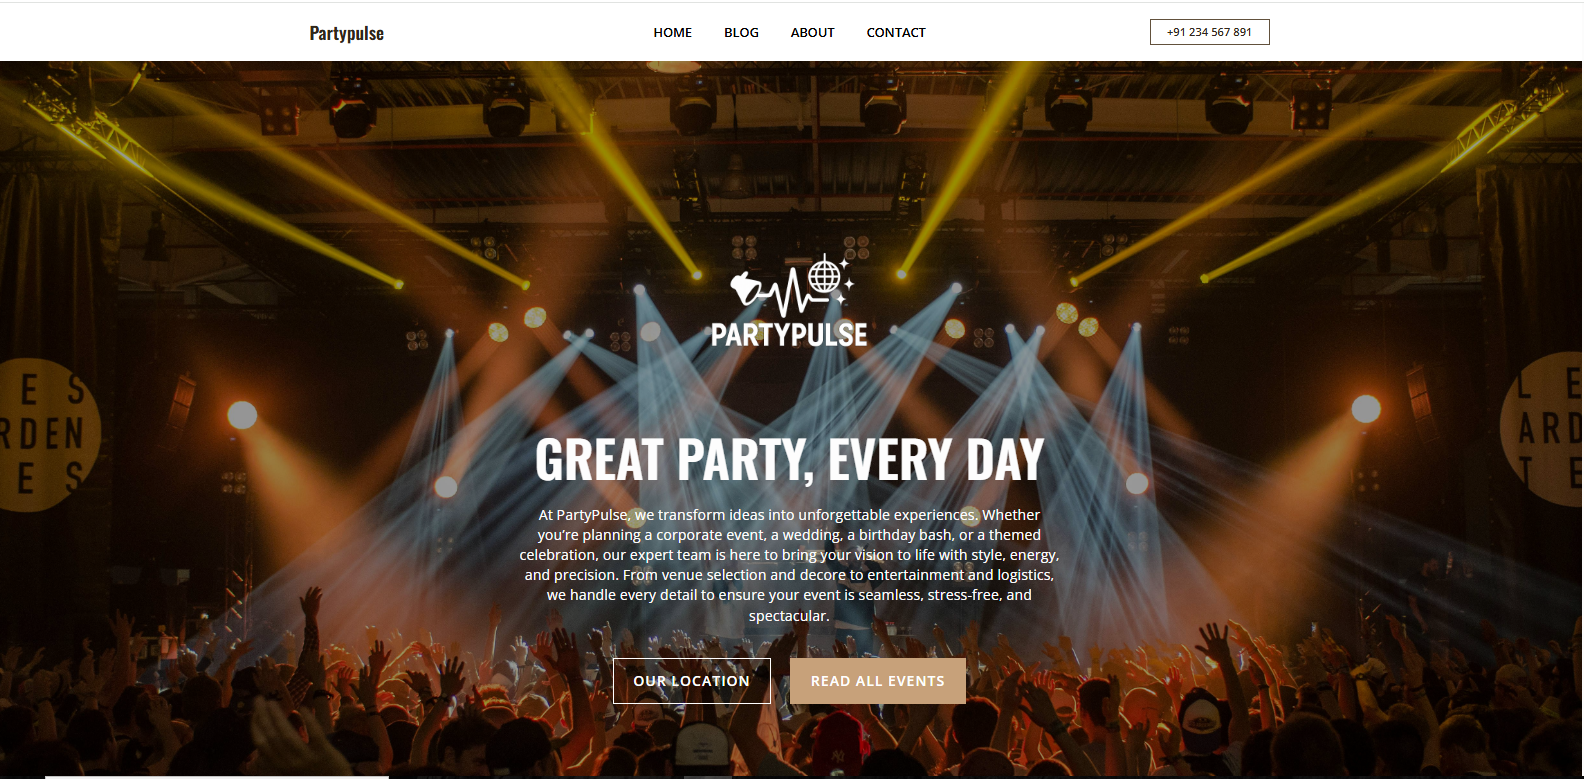 Partypulse
HOME BLOG ABOUT CONTACT
+91 234 567 891
PARTYPULSE
L E S
ARDEN
T E S
E S
RDEN
E S
GREAT PARTY, EVERY DAY
At PartyPulse, we transform ideas into unforgettable experiences. Whether
you're planning a corporate event, a wedding, a birthday bash, or a themed
celebration, our expert team is here to bring your vision to life with style, energy,
and precision. From venue selection and decore to entertainment and logistics,
we handle every detail to ensure your event is seamless, stress-free, and
spectacular.
OUR LOCATION
READ ALL EVENTS